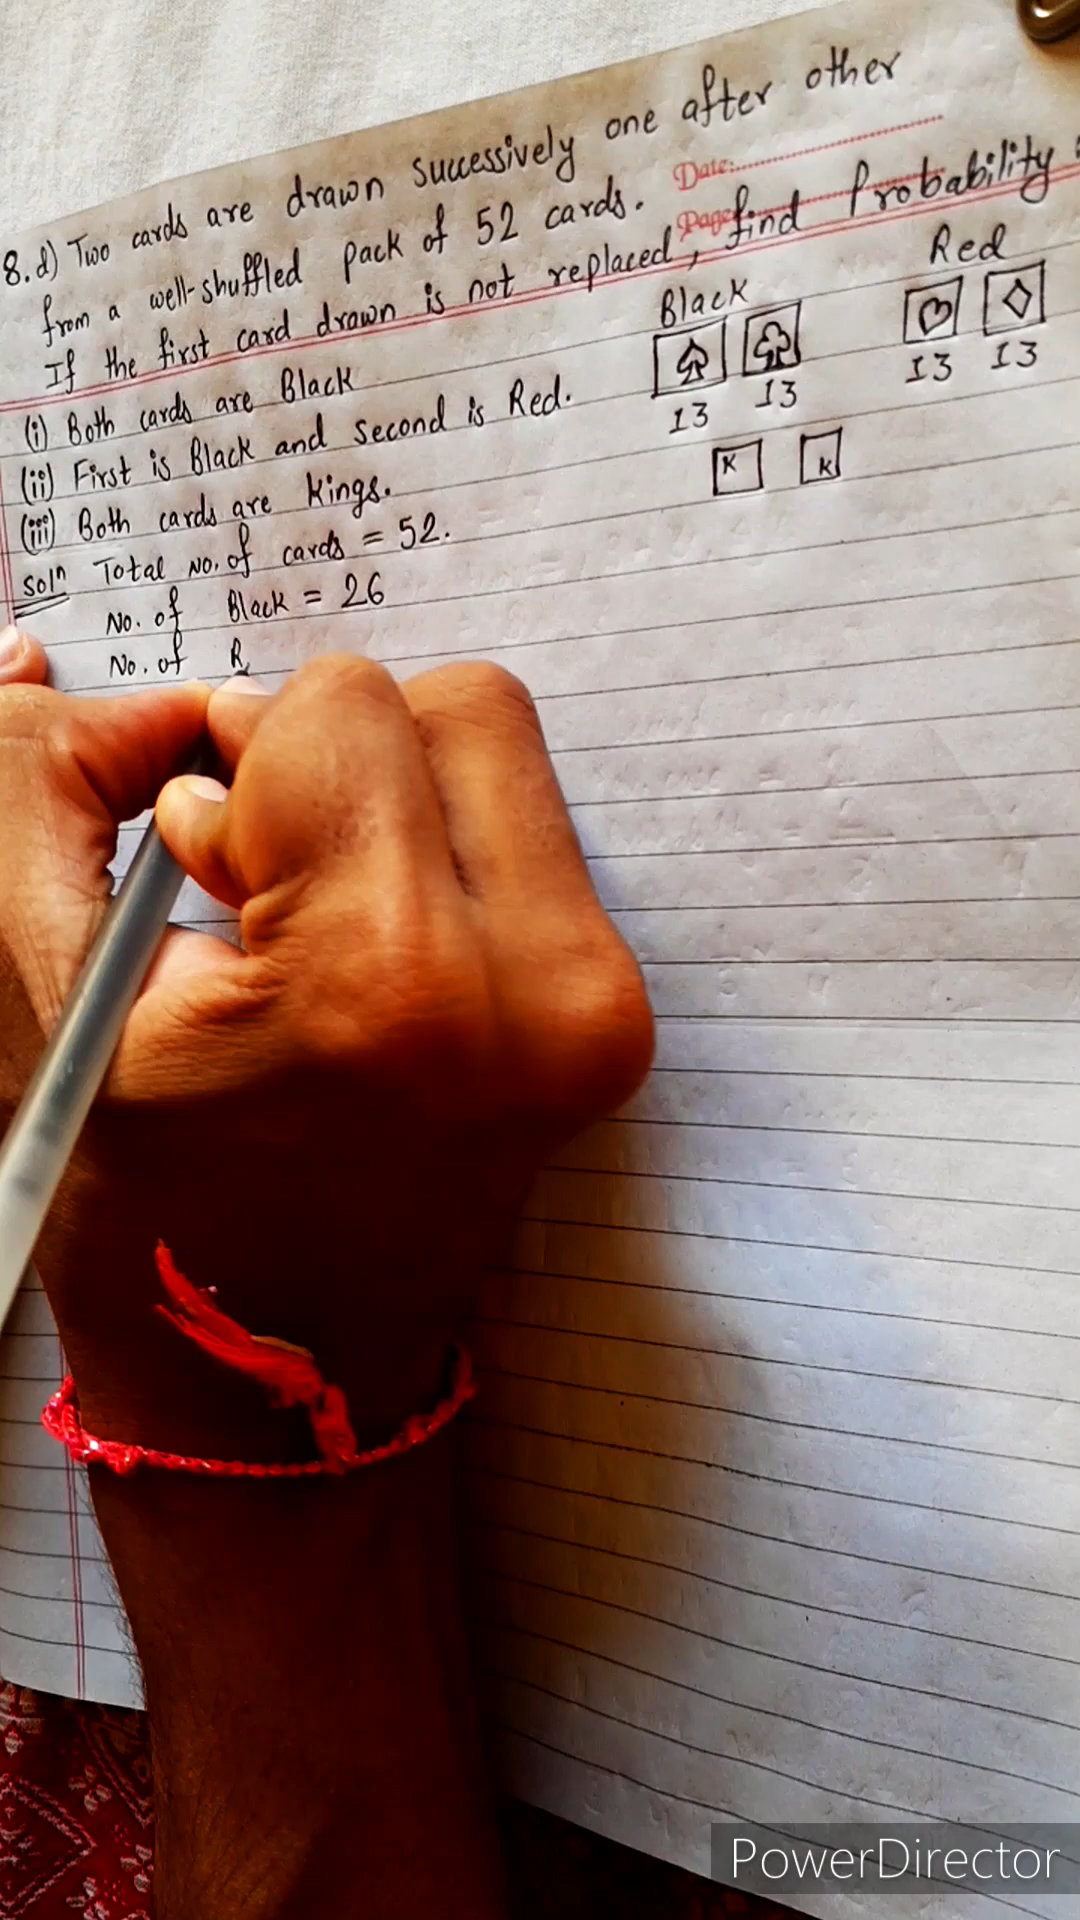 8. d) Two cards are drawn successively one after other
from a well-shuffled pack of 52 cards.
Date:
Page:
If the first card drawn is not replaced, find Probability
Black
Red
13 13
13 13
K K
(i) Both cards are Black
(ii) First is Black and Second is Red.
(iii) Both cards are kings.
Solⁿ Total No. of cards = 52.
No. of Black = 26
No. of R
PowerDirector